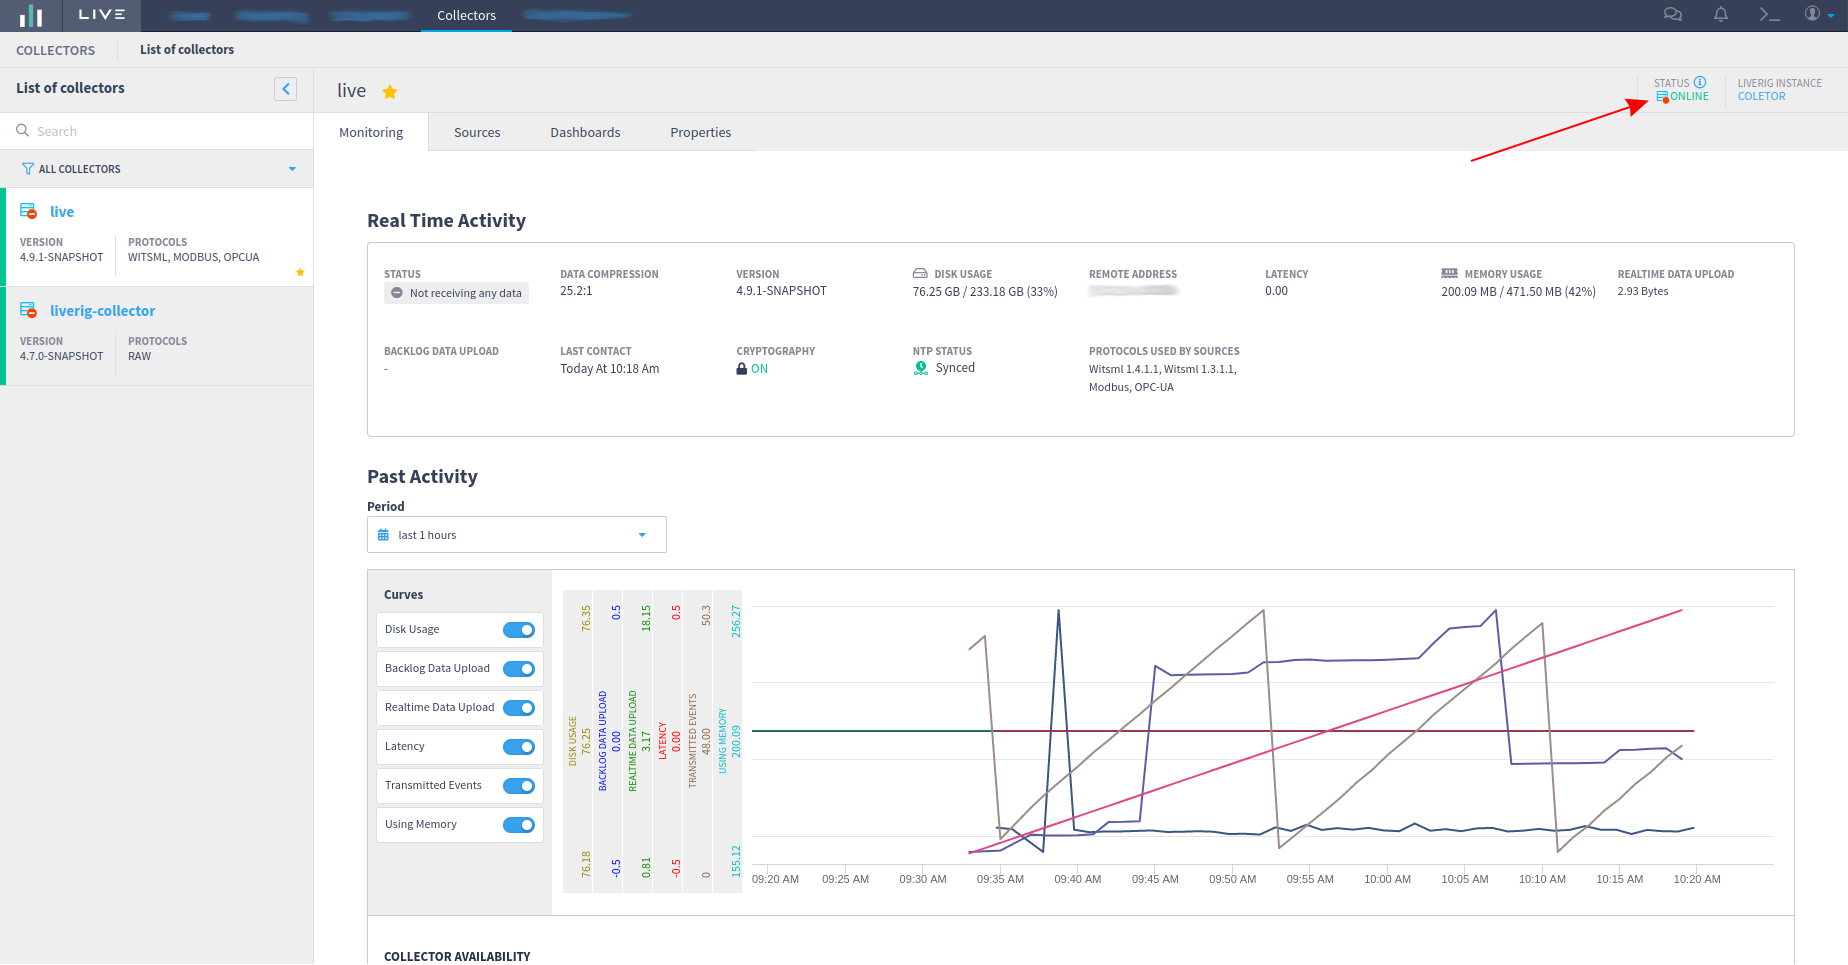 LIVE
Collectors
COLLECTORS
List of collectors
List of collectors
Search
ALL COLLECTORS
live
VERSION
PROTOCOLS
4.9.1-SNAPSHOT
WITSML, MODBUS, OPCUA
liverig-collector
VERSION
PROTOCOLS
4.7.0-SNAPSHOT
RAW
live
STATUS
ONLINE
LIVERIG INSTANCE
COLETOR
Monitoring
Sources
Dashboards
Properties
Real Time Activity
STATUS
Not receiving any data
DATA COMPRESSION
25.2:1
VERSION
4.9.1-SNAPSHOT
DISK USAGE
76.25 GB / 233.18 GB (33%)
REMOTE ADDRESS
LATENCY
0.00
MEMORY USAGE
200.09 MB / 471.50 MB (42%)
REALTIME DATA UPLOAD
2.93 Bytes
BACKLOG DATA UPLOAD
-
LAST CONTACT
Today At 10:18 Am
CRYPTOGRAPHY
ON
NTP STATUS
Synced
PROTOCOLS USED BY SOURCES
Witsml 1.4.1.1, Witsml 1.3.1.1,
Modbus, OPC-UA
Past Activity
Period
last 1 hours
Curves
Disk Usage
Backlog Data Upload
Realtime Data Upload
Latency
Transmitted Events
Using Memory
76.35
DISK USAGE
76.25
76.18
0.5
BACKLOG DATA UPLOAD
0.00
-0.5
18.15
REALTIME DATA UPLOAD
3.17
0.81
0.5
LATENCY
0.00
-0.5
50.3
TRANSMITTED EVENTS
48.00
0
256.27
USING MEMORY
200.09
155.12
09:20 AM
09:25 AM
09:30 AM
09:35 AM
09:40 AM
09:45 AM
09:50 AM
09:55 AM
10:00 AM
10:05 AM
10:10 AM
10:15 AM
10:20 AM
COLLECTOR AVAILABILITY